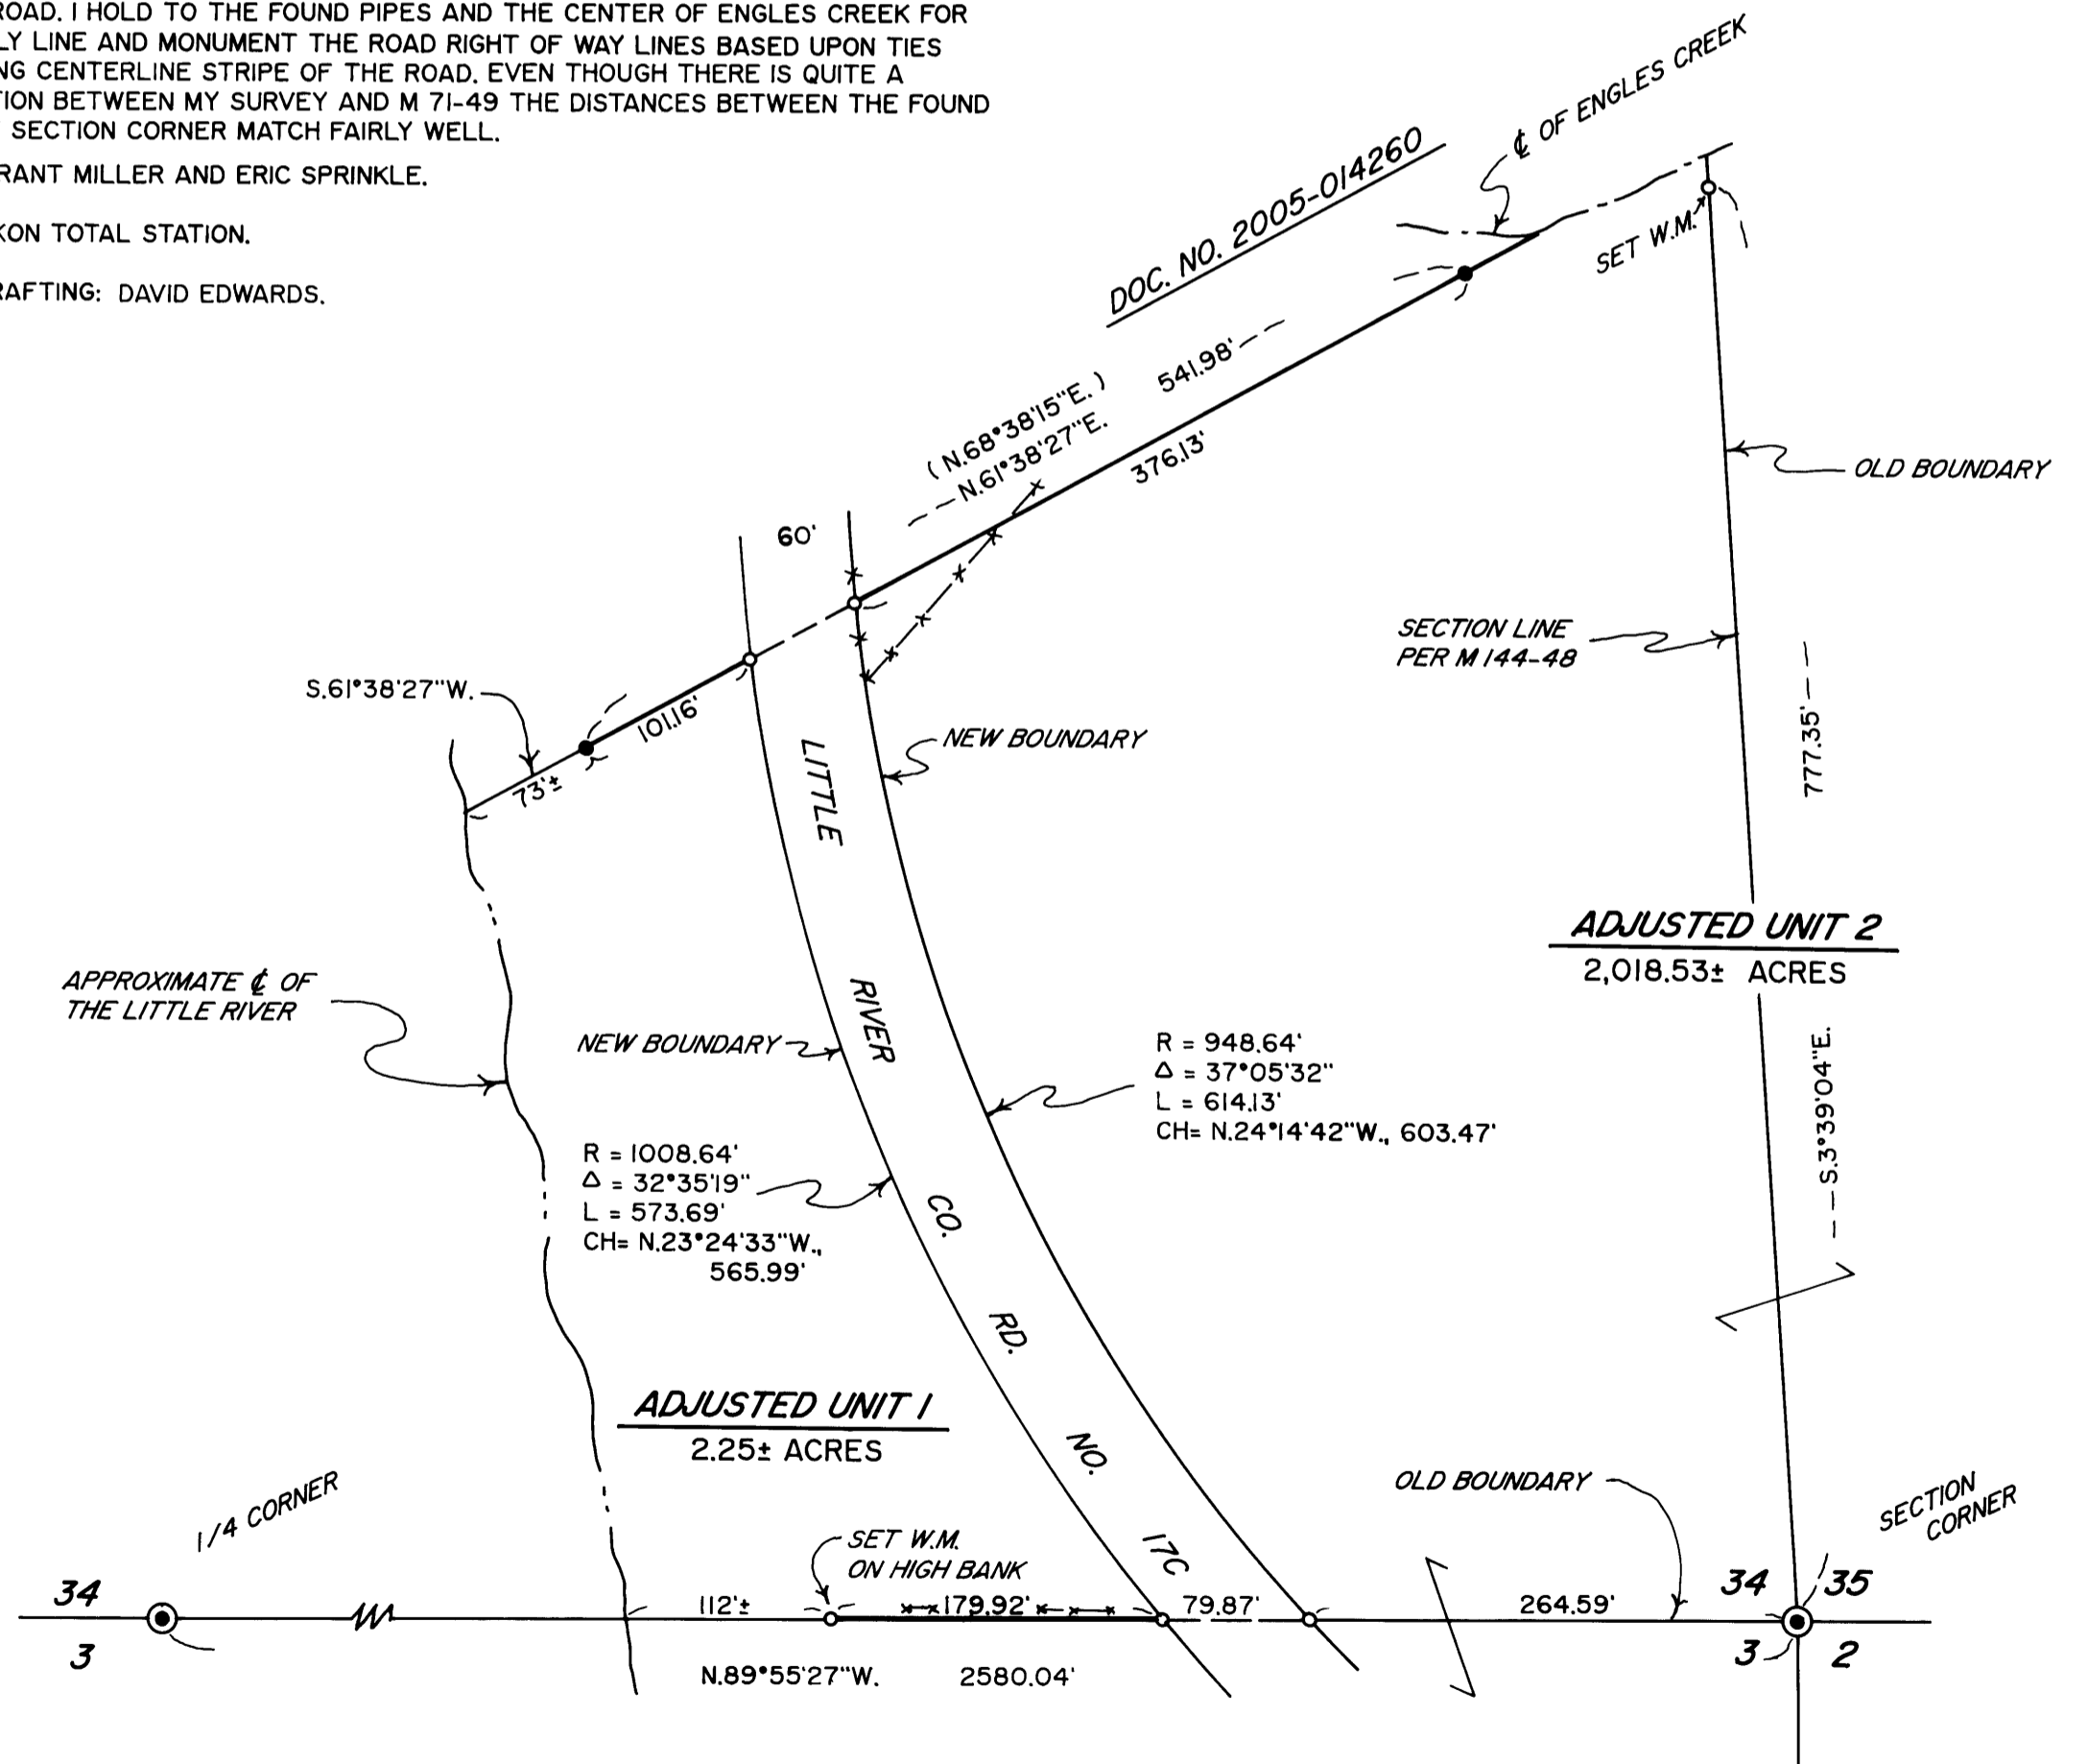 ROAD. I HOLD TO THE FOUND PIPES AND THE CENTER OF ENGLES CREEK FOR
LY LINE AND MONUMENT THE ROAD RIGHT OF WAY LINES BASED UPON TIES
NG CENTERLINE STRIPE OF THE ROAD. EVEN THOUGH THERE IS QUITE A
TION BETWEEN MY SURVEY AND M 71-49 THE DISTANCES BETWEEN THE FOUND
SECTION CORNER MATCH FAIRLY WELL.
RANT MILLER AND ERIC SPRINKLE.
KON TOTAL STATION.
RAFTING: DAVID EDWARDS.
℄ OF ENGLES CREEK
DOC. NO. 2005-014260
SET W.M.
(N.68°38'15"E.)
541.98'
N.61°38'27"E.
376.13'
OLD BOUNDARY
60'
SECTION LINE
PER M 144-48
S.61°38'27"W.
101.16'
73'±
NEW BOUNDARY
777.35'
LITTLE
RIVER
CO.
RD.
NO.
17C
ADJUSTED UNIT 2
2,018.53± ACRES
APPROXIMATE ℄ OF
THE LITTLE RIVER
NEW BOUNDARY
R = 948.64'
Δ = 37°05'32"
L = 614.13'
CH= N.24°14'42"W., 603.47'
S.3°39'04"E.
R = 1008.64'
Δ = 32°35'19"
L = 573.69'
CH= N.23°24'33"W.,
565.99'
ADJUSTED UNIT 1
2.25± ACRES
1/4 CORNER
OLD BOUNDARY
SECTION
CORNER
SET W.M.
ON HIGH BANK
34
34
35
112'±
179.92'
79.87'
264.59'
3
3
2
N.89°55'27"W. 2580.04'